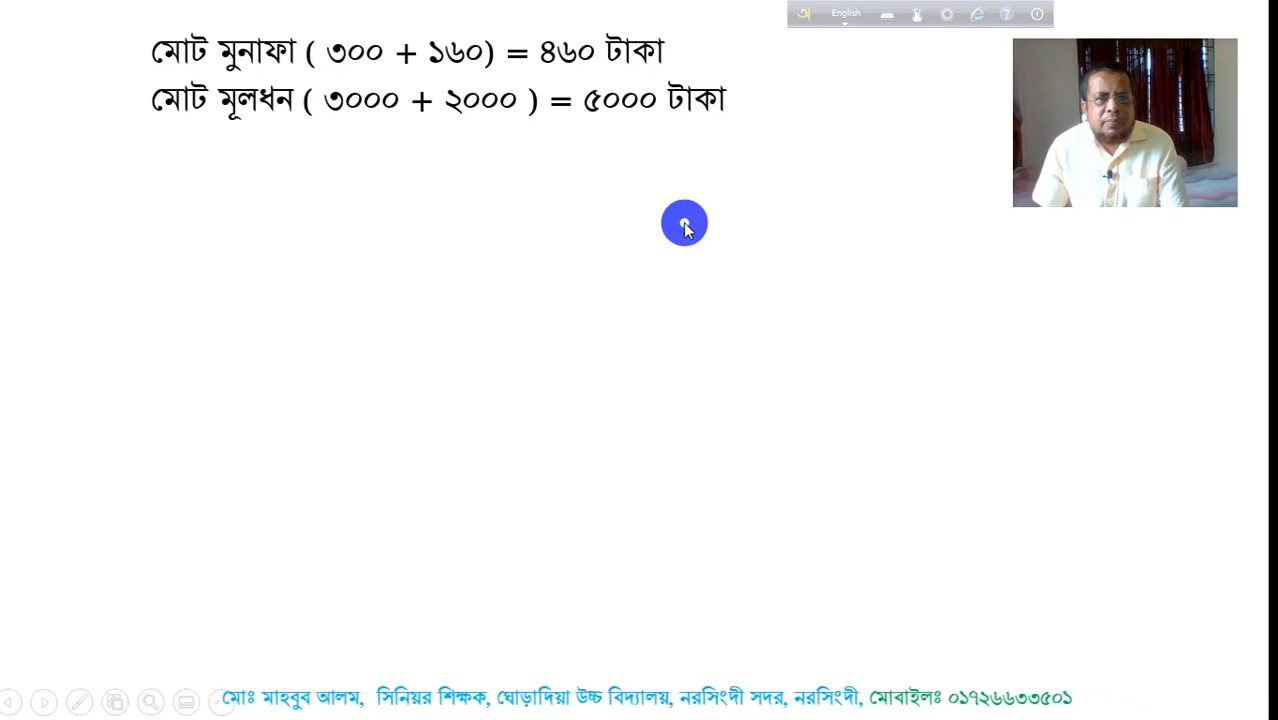 অ English
মোট মুনাফা ( ৩০০ + ১৬০) = ৪৬০ টাকা
মোট মূলধন ( ৩০০০ + ২০০০ ) = ৫০০০ টাকা
মোঃ মাহবুব আলম, সিনিয়র শিক্ষক, ঘোড়াদিয়া উচ্চ বিদ্যালয়, নরসিংদী সদর, নরসিংদী, মোবাইলঃ ০১৭২৬৬৩৩৫০১